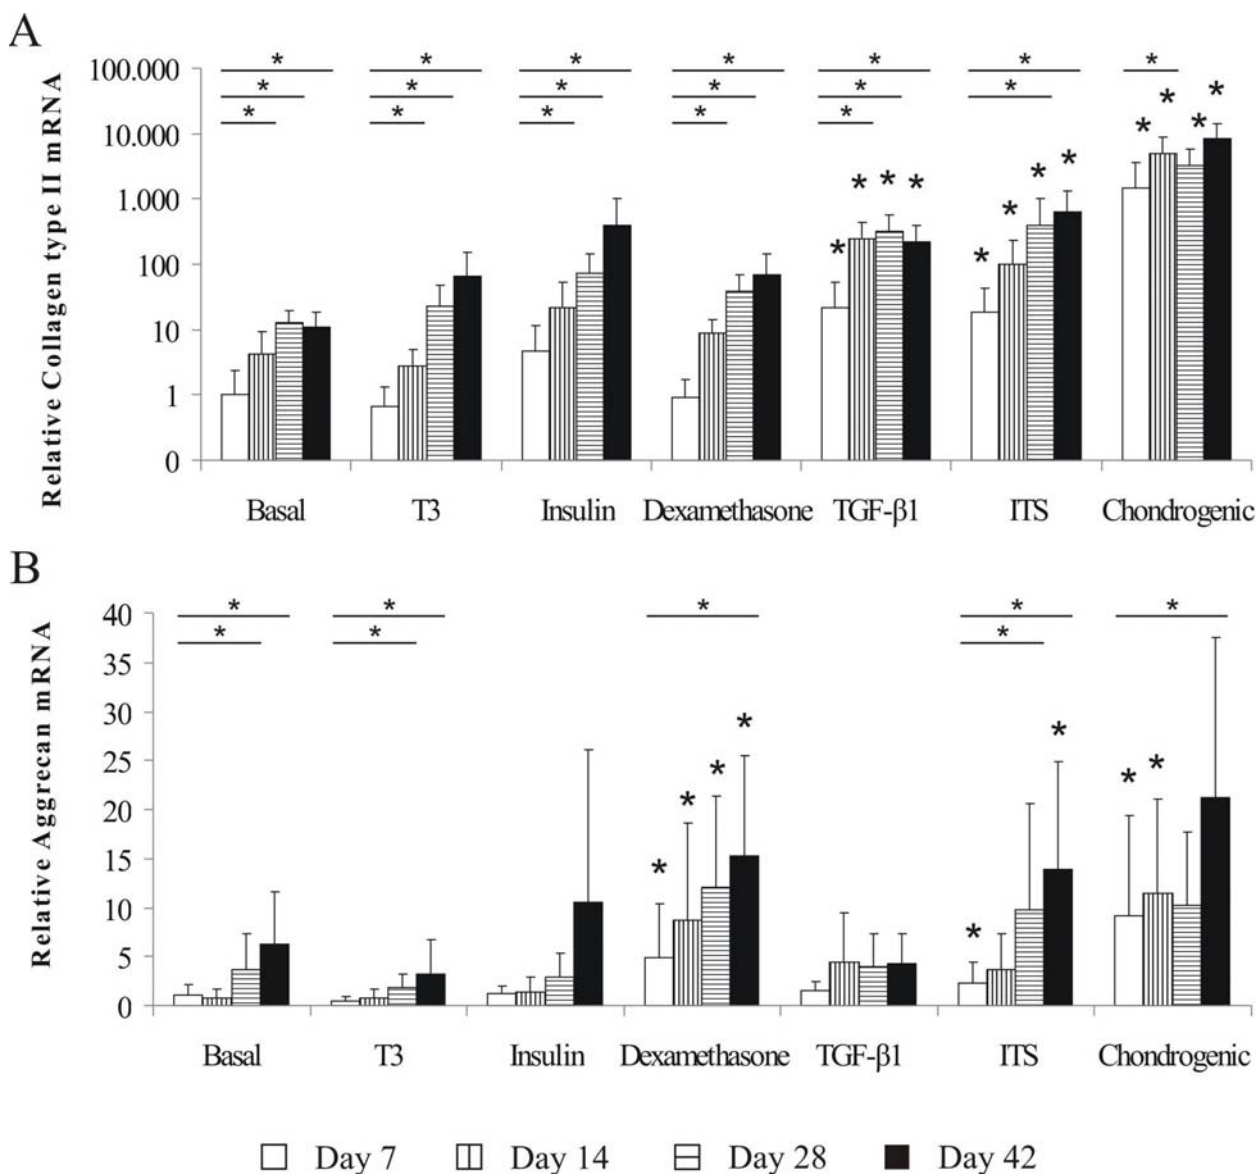 A
* * * * * * *
* * * * * *
* * * * *
Relative Collagen type II mRNA
100.000
10.000
1.000
100
10
1
0
* * * *
* * * *
* * * *
Basal T3 Insulin Dexamethasone TGF-β1 ITS Chondrogenic
B
* * * * *
* * *
Relative Aggrecan mRNA
40
35
30
25
20
15
10
5
0
* * * *
* *
* *
Basal T3 Insulin Dexamethasone TGF-β1 ITS Chondrogenic
Day 7 Day 14 Day 28 Day 42